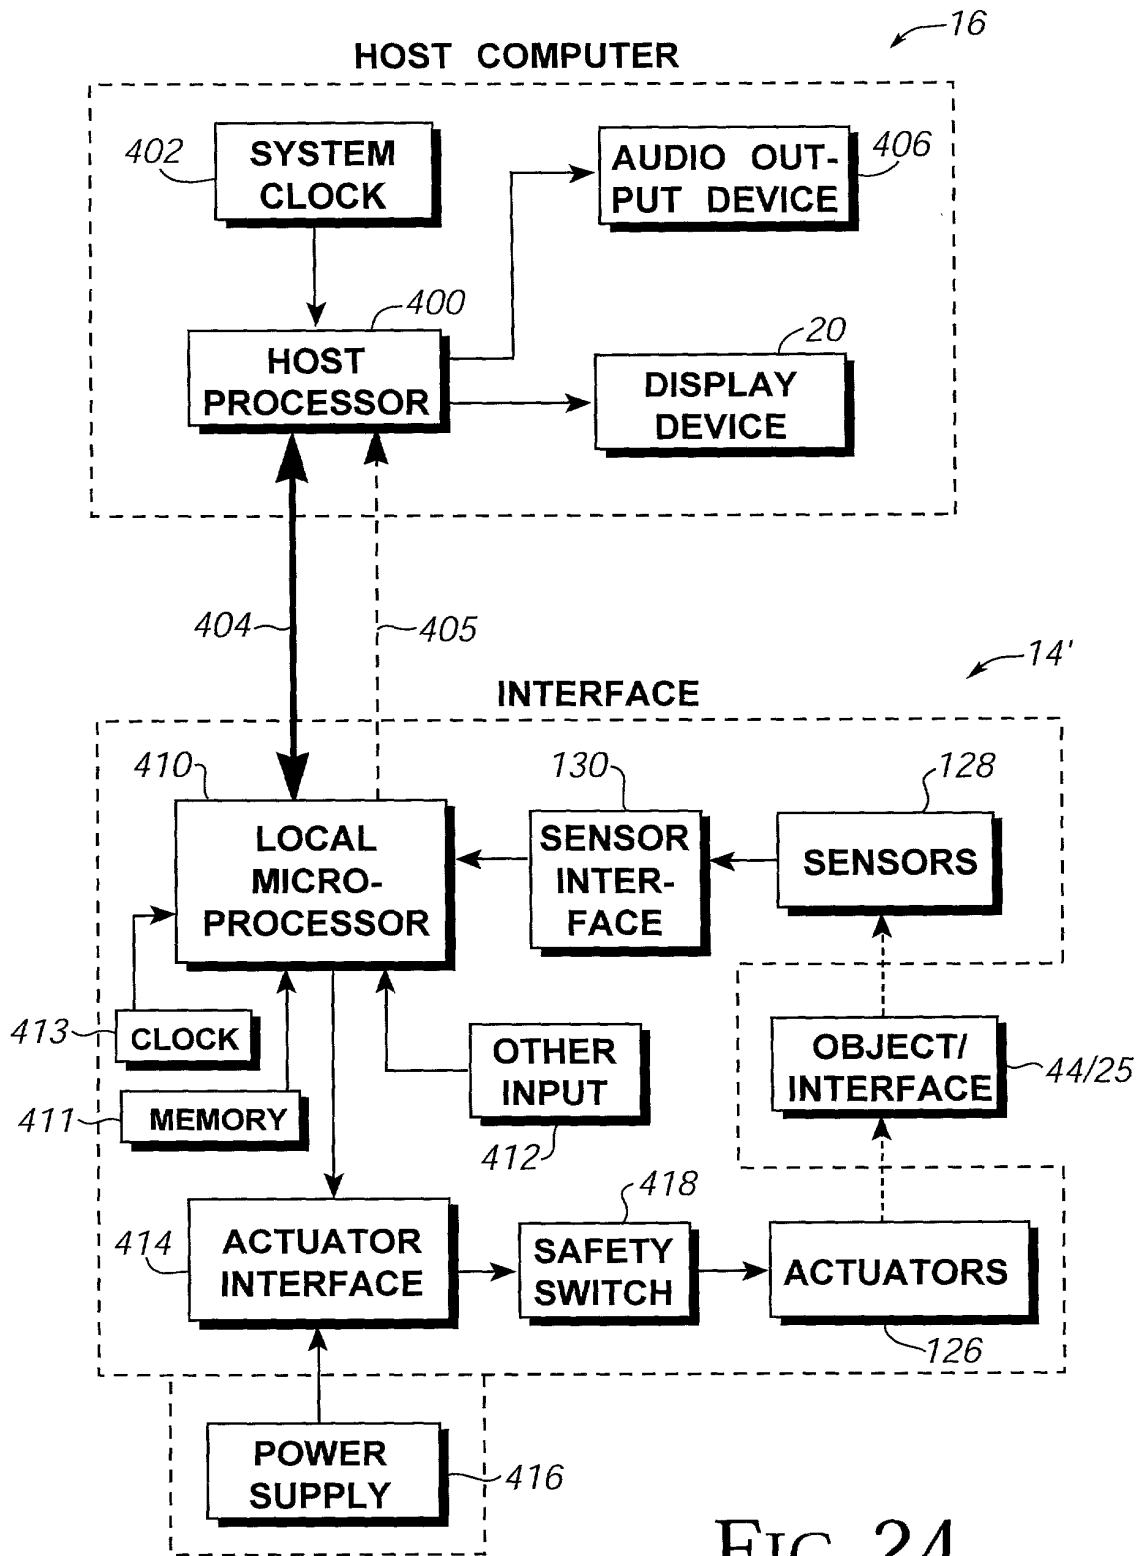 16
HOST COMPUTER
402
SYSTEM
CLOCK
AUDIO OUT-
PUT DEVICE
406
400
HOST
PROCESSOR
20
DISPLAY
DEVICE
404
405
14'
INTERFACE
410
LOCAL
MICRO-
PROCESSOR
130
SENSOR
INTER-
FACE
128
SENSORS
413
CLOCK
411
MEMORY
OTHER
INPUT
412
OBJECT/
INTERFACE
44/25
414
ACTUATOR
INTERFACE
418
SAFETY
SWITCH
ACTUATORS
126
POWER
SUPPLY
416
FIG. 24